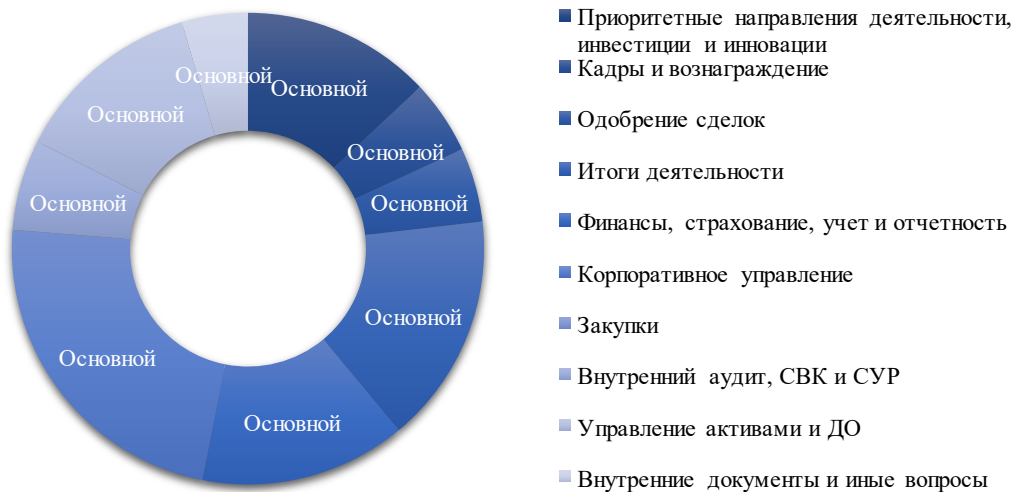 Основной
Основной
Основной
Основной
Основной
Основной
Основной
Основной
Основной
Приоритетные направления деятельности,
инвестиции и инновации
Кадры и вознаграждение
Одобрение сделок
Итоги деятельности
Финансы, страхование, учет и отчетность
Корпоративное управление
Закупки
Внутренний аудит, СВК и СУР
Управление активами и ДО
Внутренние документы и иные вопросы